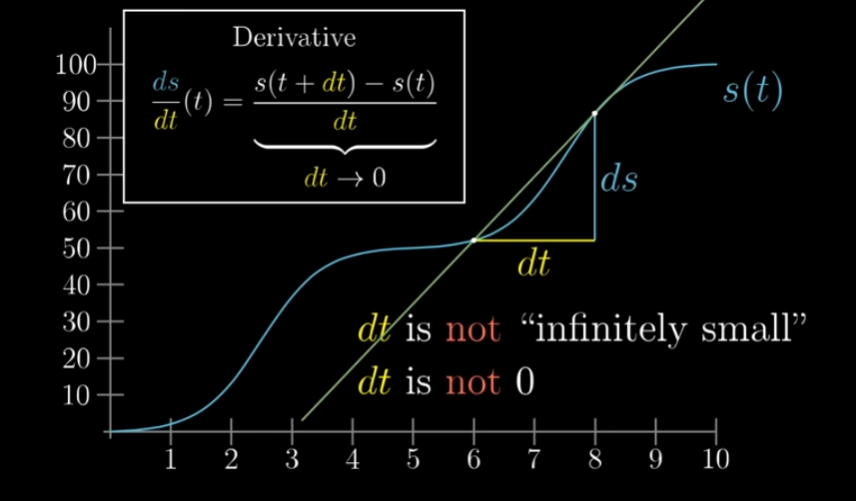 Derivative
ds/dt (t) = s(t + dt) − s(t) / dt
dt → 0
s(t)
ds
dt
dt is not “infinitely small”
dt is not 0
100
90
80
70
60
50
40
30
20
10
1 2 3 4 5 6 7 8 9 10